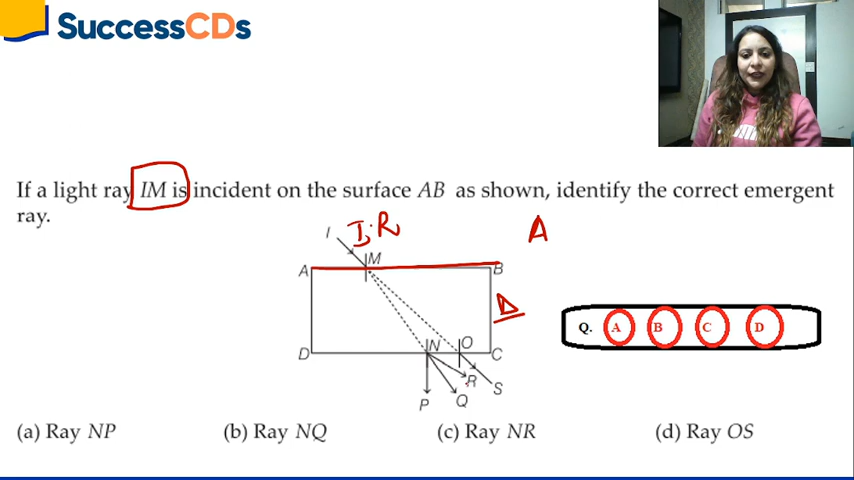 SuccessCDs
If a light ray IM is incident on the surface AB as shown, identify the correct emergent
ray.
I
I.R
A
A
M
B
D
N
O
C
R
S
P
Q
Q. A B C D
(a) Ray NP
(b) Ray NQ
(c) Ray NR
(d) Ray OS